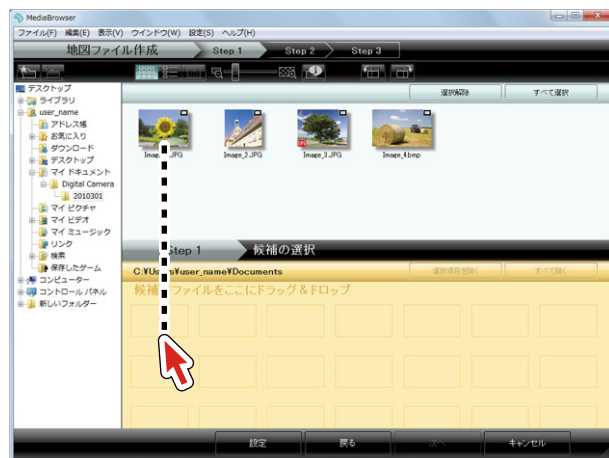 MediaBrowser
ファイル(F) 編集(E) 表示(V) ウインドウ(W) 設定(S) ヘルプ(H)
地図ファイル作成 Step 1 Step 2 Step 3
選択解除 すべて選択
デスクトップ
ライブラリ
user_name
アドレス帳
お気に入り
ダウンロード
デスクトップ
マイ ドキュメント
Digital Camera
2010301
マイ ピクチャ
マイ ビデオ
マイ ミュージック
リンク
検索
保存したゲーム
コンピューター
コントロール パネル
新しいフォルダー
GPS
Image_2.JPG Image_3.JPG Image_4.bmp
Step 1 候補の選択
C:¥Users¥user_name¥Documents 選択項目を除く すべて除く
候補 ファイルをここにドラッグ＆ドロップ
設定 戻る 次へ キャンセル